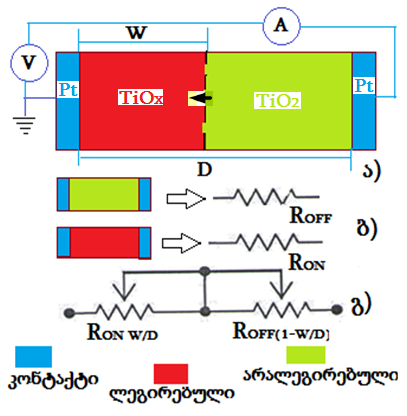 W
A
V
Pt
TiOx
TiO2
Pt
D
ა)
ROFF
ბ)
RON
გ)
RON W/D
ROFF(1-W/D)
კონტაქტი
ლეგირებული
არალეგირებული